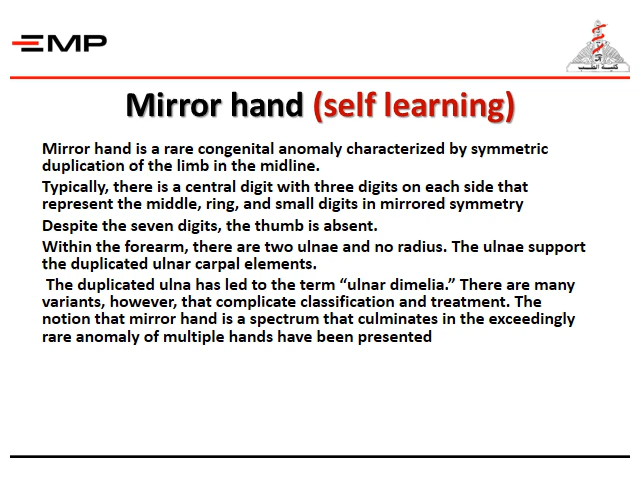 EMP
كلية الطب
Mirror hand (self learning)
Mirror hand is a rare congenital anomaly characterized by symmetric
duplication of the limb in the midline.
Typically, there is a central digit with three digits on each side that
represent the middle, ring, and small digits in mirrored symmetry
Despite the seven digits, the thumb is absent.
Within the forearm, there are two ulnae and no radius. The ulnae support
the duplicated ulnar carpal elements.
The duplicated ulna has led to the term “ulnar dimelia.” There are many
variants, however, that complicate classification and treatment. The
notion that mirror hand is a spectrum that culminates in the exceedingly
rare anomaly of multiple hands have been presented